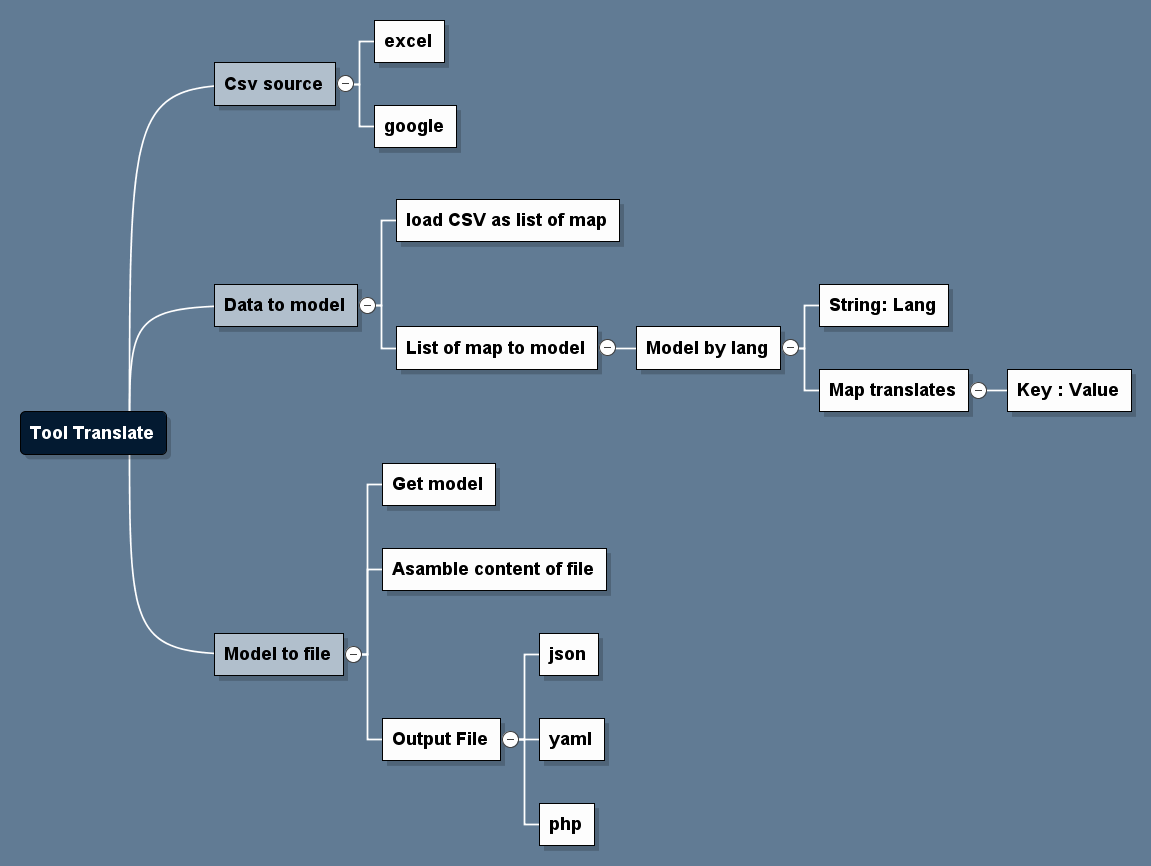 excel
Csv source
google
load CSV as list of map
Data to model
String: Lang
List of map to model
Model by lang
Map translates
Key : Value
Tool Translate
Get model
Asamble content of file
Model to file
json
Output File
yaml
php